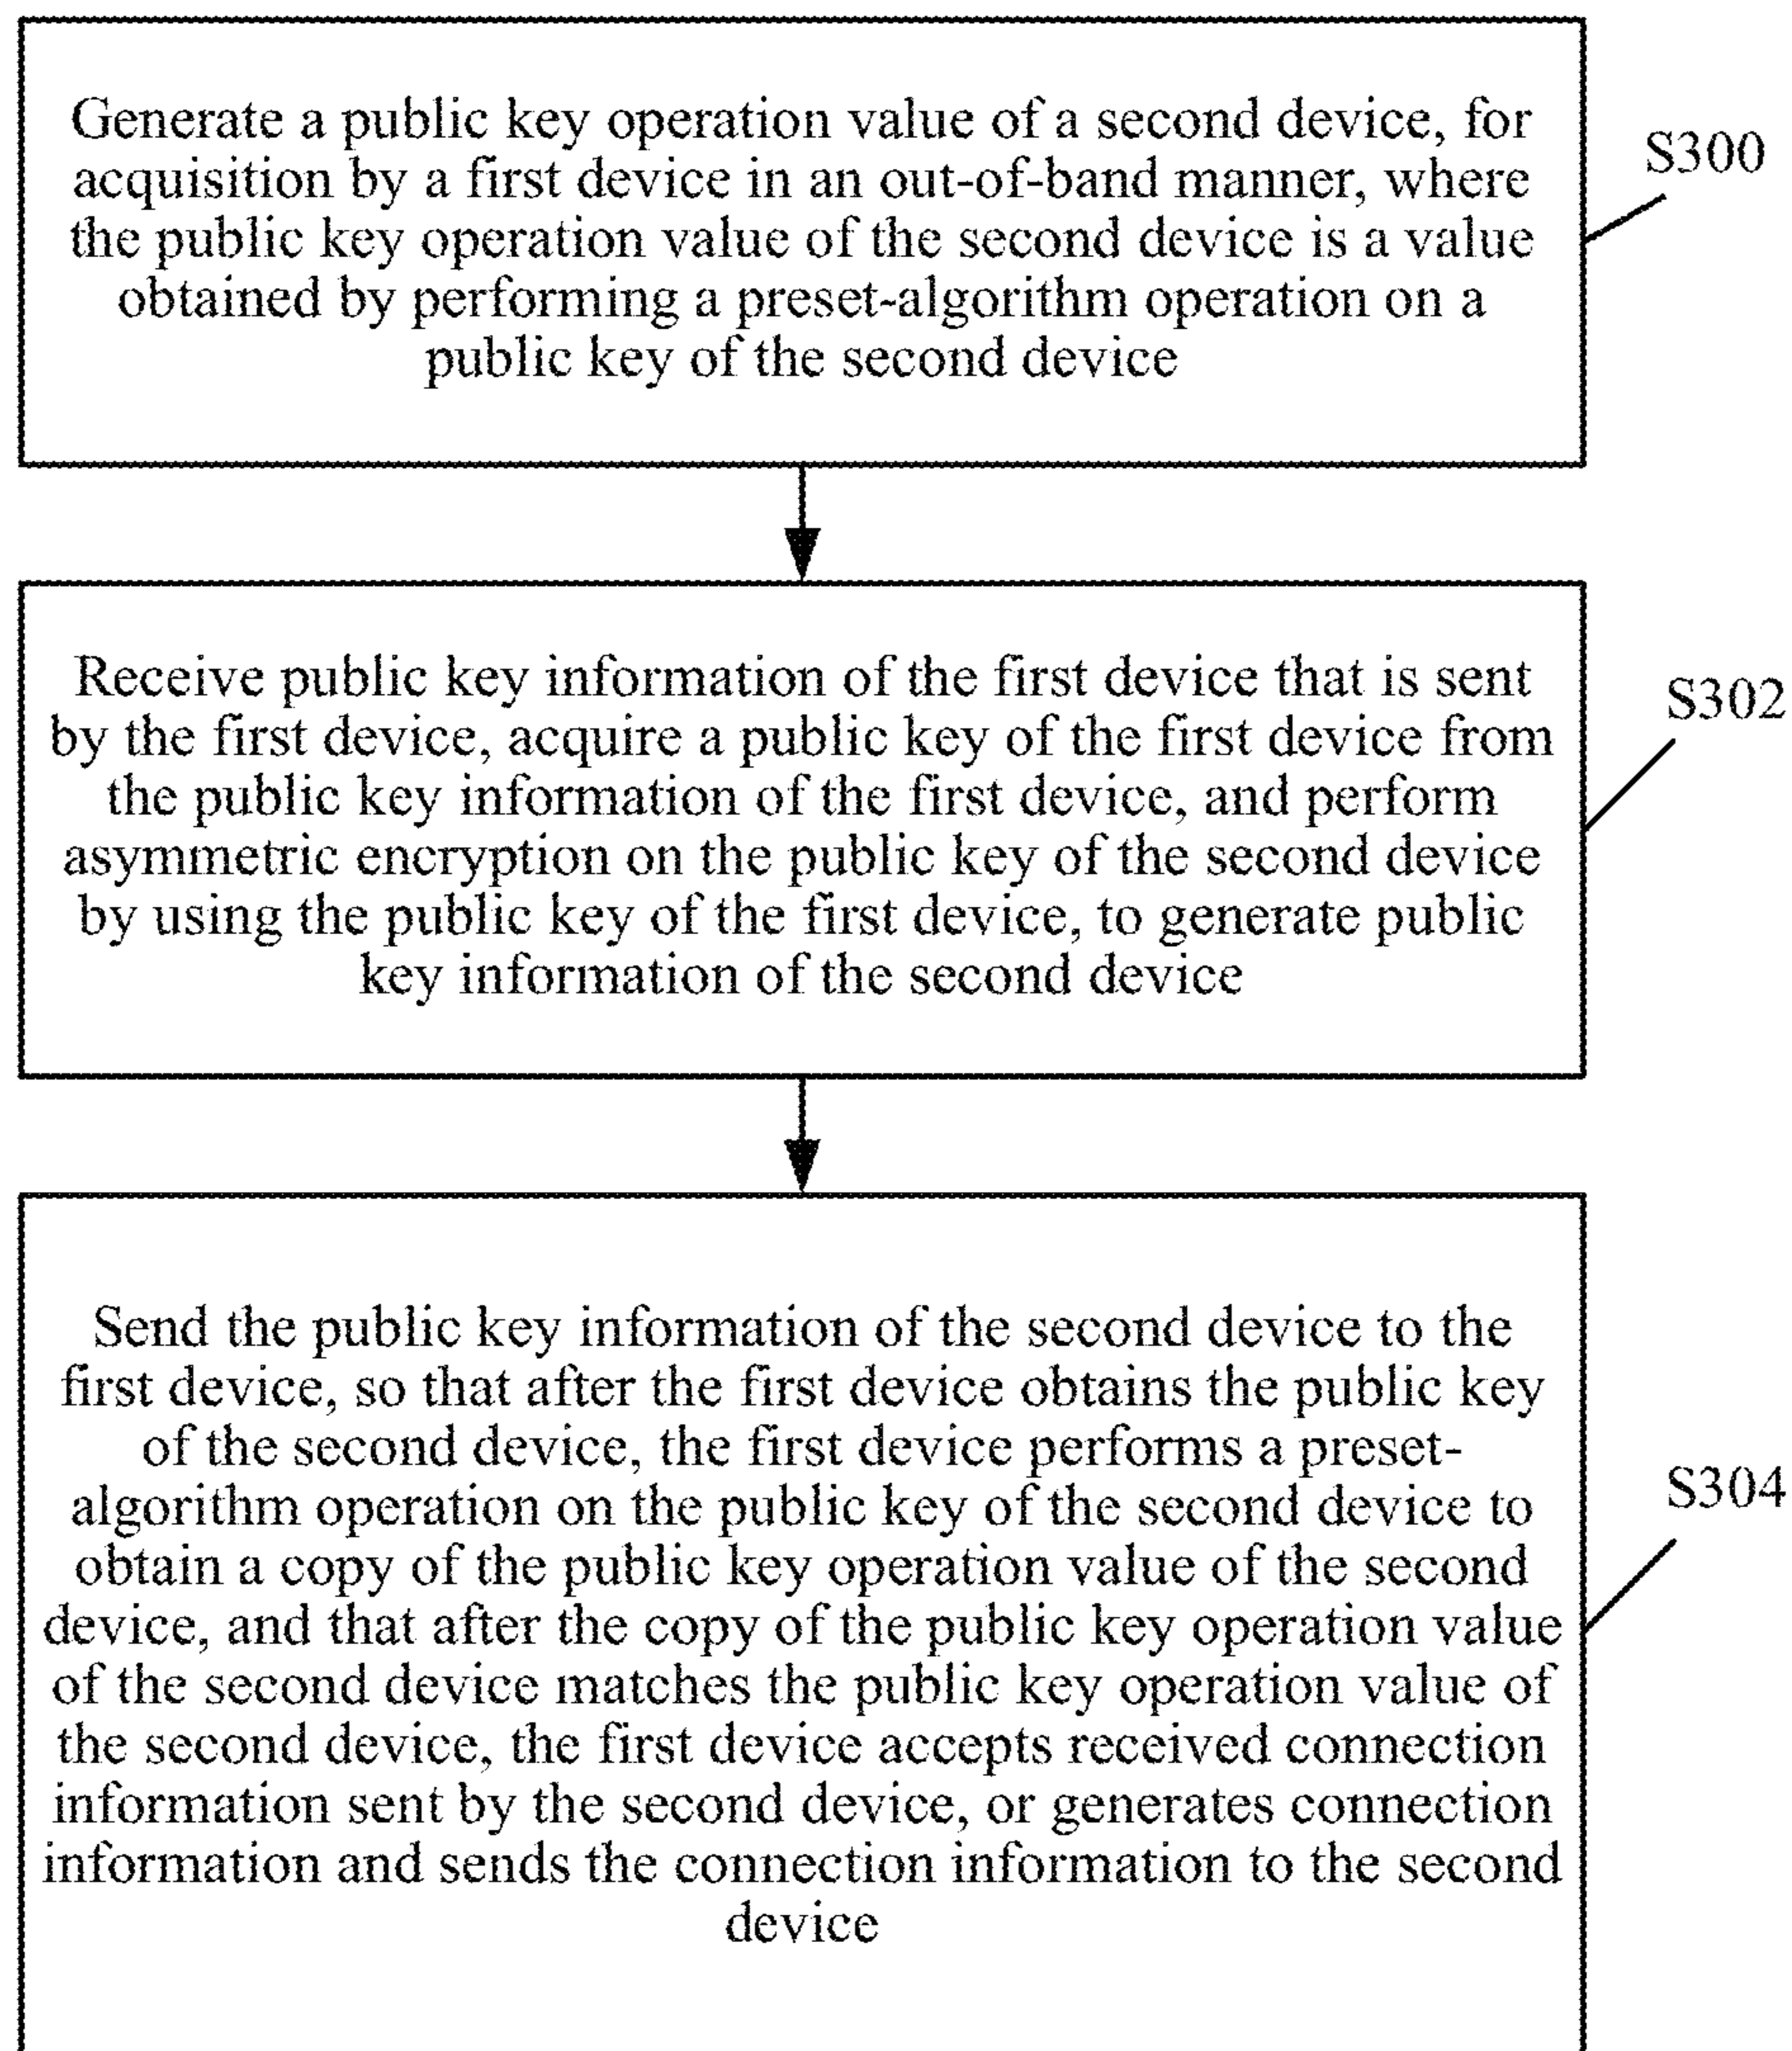 Generate a public key operation value of a second device, for
acquisition by a first device in an out-of-band manner, where
the public key operation value of the second device is a value
obtained by performing a preset-algorithm operation on a
public key of the second device
S300
Receive public key information of the first device that is sent
by the first device, acquire a public key of the first device from
the public key information of the first device, and perform
asymmetric encryption on the public key of the second device
by using the public key of the first device, to generate public
key information of the second device
S302
Send the public key information of the second device to the
first device, so that after the first device obtains the public key
of the second device, the first device performs a preset-
algorithm operation on the public key of the second device to
obtain a copy of the public key operation value of the second
device, and that after the copy of the public key operation value
of the second device matches the public key operation value of
the second device, the first device accepts received connection
information sent by the second device, or generates connection
information and sends the connection information to the second
device
S304